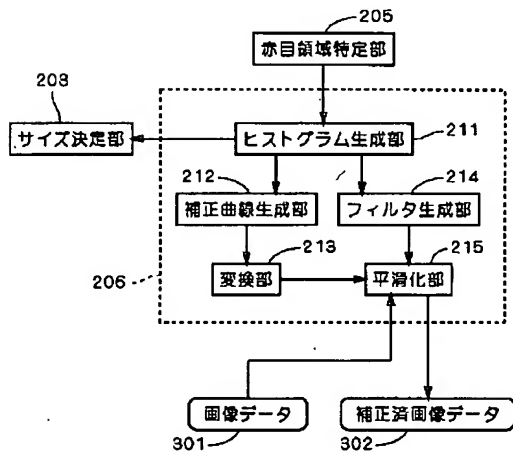 205
赤目領域特定部
203
サイズ決定部
ヒストグラム生成部
211
212
214
補正曲線生成部
フィルタ生成部
213
215
変換部
平滑化部
206
画像データ
補正済画像データ
301
302